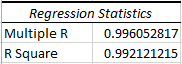 Regression Statistics
Multiple R 0.996052817
R Square 0.992121215